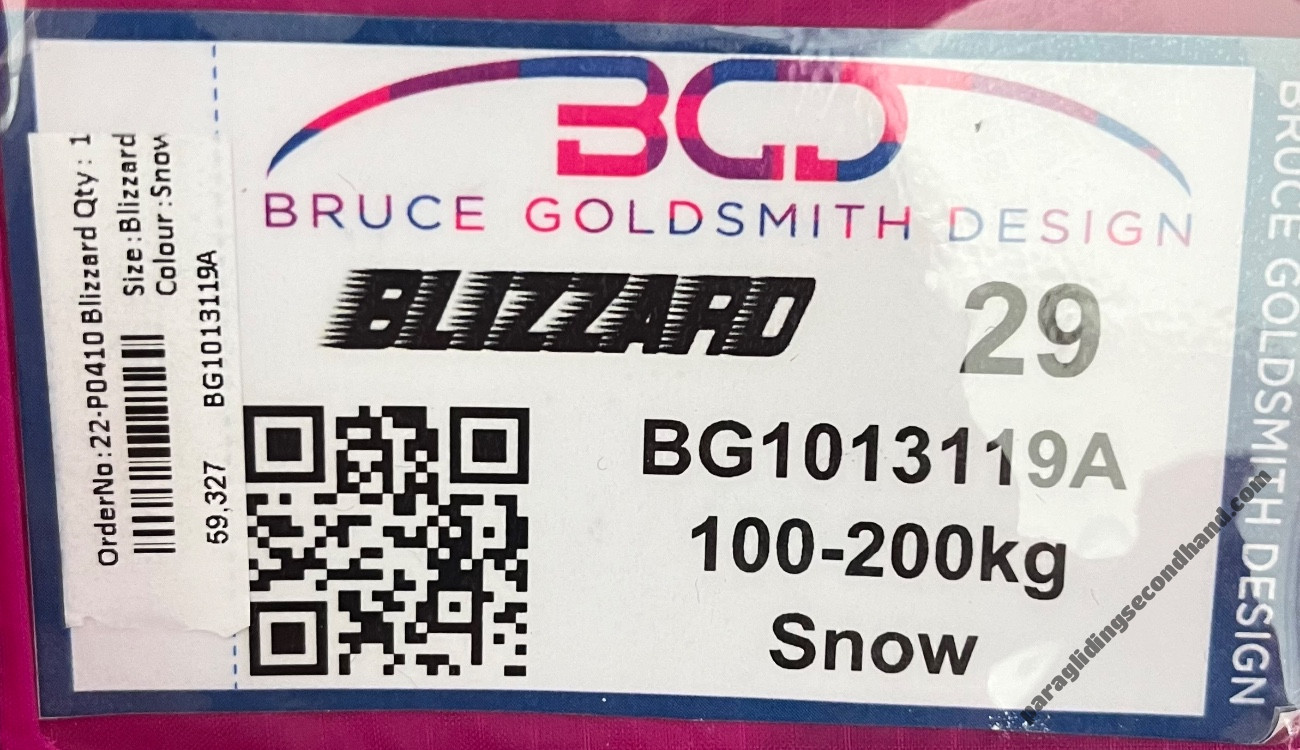 BGD
BRUCE GOLDSMITH DESIGN
BLIZZARD 29
BG1013119A
100-200kg
Snow
OrderNo:22-P0410 Blizzard Qty: 1
Size:Blizzard
Colour:Snow
59,327 BG1013119A
BRUCE GOLDSMITH DESIGN
paraglidingsecondhand.com